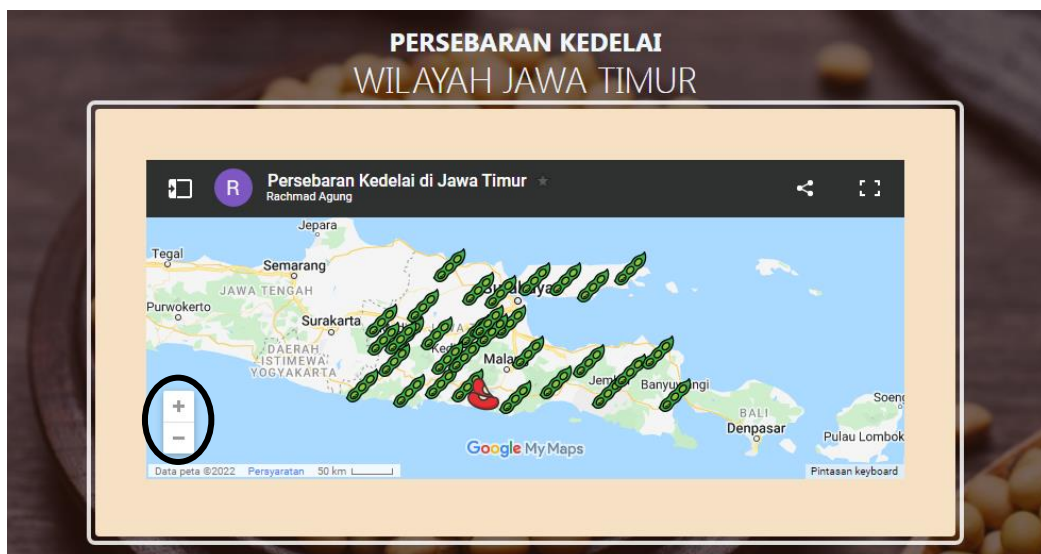 PERSEBARAN KEDELAI
WILAYAH JAWA TIMUR
R
Persebaran Kedelai di Jawa Timur
Rachmad Agung
Jepara
Tegal
Semarang
JAWA TENGAH
Purwokerto
Surakarta
DAERAH
ISTIMEWA
YOGYAKARTA
Jember
Banyuwangi
BALI
Denpasar
Pulau Lombok
+
−
Google My Maps
Data peta ©2022
Persyaratan
50 km
Pintasan keyboard